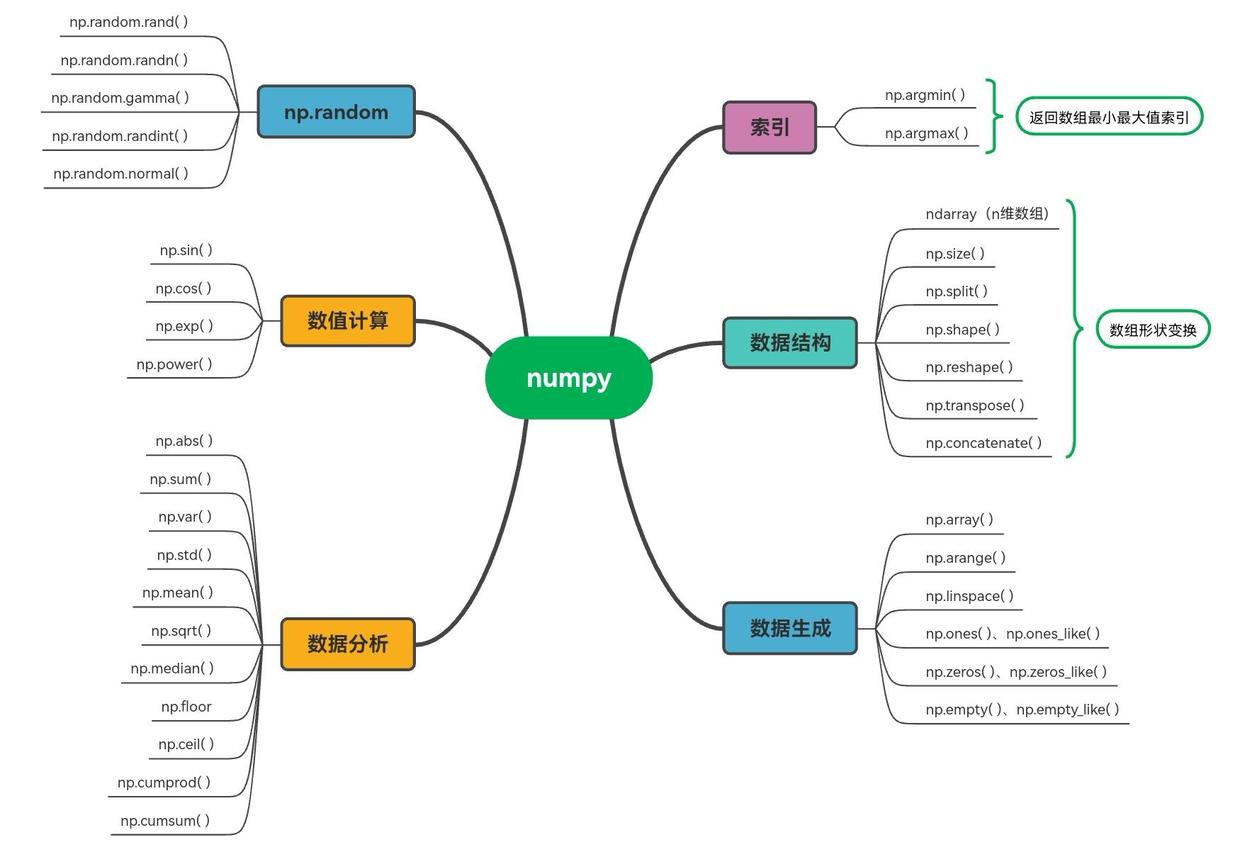 numpy
np.random
np.random.rand( )
np.random.randn( )
np.random.gamma( )
np.random.randint( )
np.random.normal( )
数值计算
np.sin( )
np.cos( )
np.exp( )
np.power( )
数据分析
np.abs( )
np.sum( )
np.var( )
np.std( )
np.mean( )
np.sqrt( )
np.median( )
np.floor
np.ceil( )
np.cumprod( )
np.cumsum( )
索引
np.argmin( )
np.argmax( )
返回数组最小最大值索引
数据结构
ndarray（n维数组）
np.size( )
np.split( )
np.shape( )
np.reshape( )
np.transpose( )
np.concatenate( )
数组形状变换
数据生成
np.array( )
np.arange( )
np.linspace( )
np.ones( )、np.ones_like( )
np.zeros( )、np.zeros_like( )
np.empty( )、np.empty_like( )